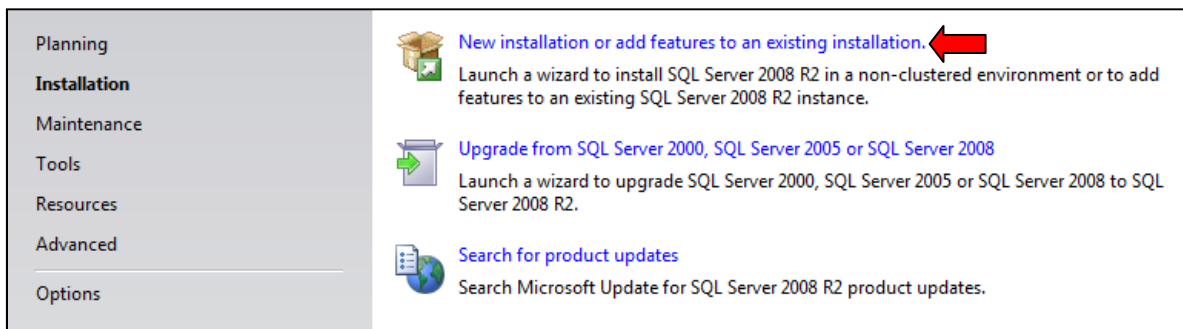 Planning
Installation
Maintenance
Tools
Resources
Advanced
Options
New installation or add features to an existing installation.
Launch a wizard to install SQL Server 2008 R2 in a non-clustered environment or to add
features to an existing SQL Server 2008 R2 instance.
Upgrade from SQL Server 2000, SQL Server 2005 or SQL Server 2008
Launch a wizard to upgrade SQL Server 2000, SQL Server 2005 or SQL Server 2008 to SQL
Server 2008 R2.
Search for product updates
Search Microsoft Update for SQL Server 2008 R2 product updates.